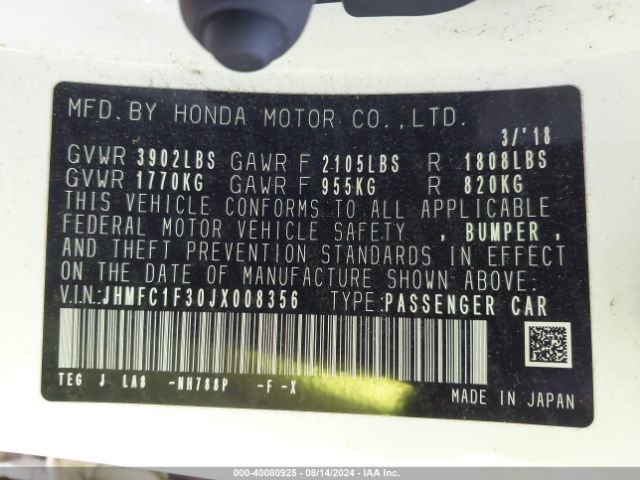 MFD.BY HONDA MOTOR CO.,LTD.
3/'18
GVWR 3902LBS GAWR F 2105LBS R 1808LBS
GVWR 1770KG GAWR F 955KG R 820KG
THIS VEHICLE CONFORMS TO ALL APPLICABLE
FEDERAL MOTOR VEHICLE SAFETY , BUMPER ,
AND THEFT PREVENTION STANDARDS IN EFFECT
ON THE DATE OF MANUFACTURE SHOWN ABOVE.
V.I.N.:JHMFC1F30JX008356 TYPE:PASSENGER CAR
TEG J LA8 -NH788P -F -X
MADE IN JAPAN
000-40080925 - 08/14/2024 - IAA Inc.